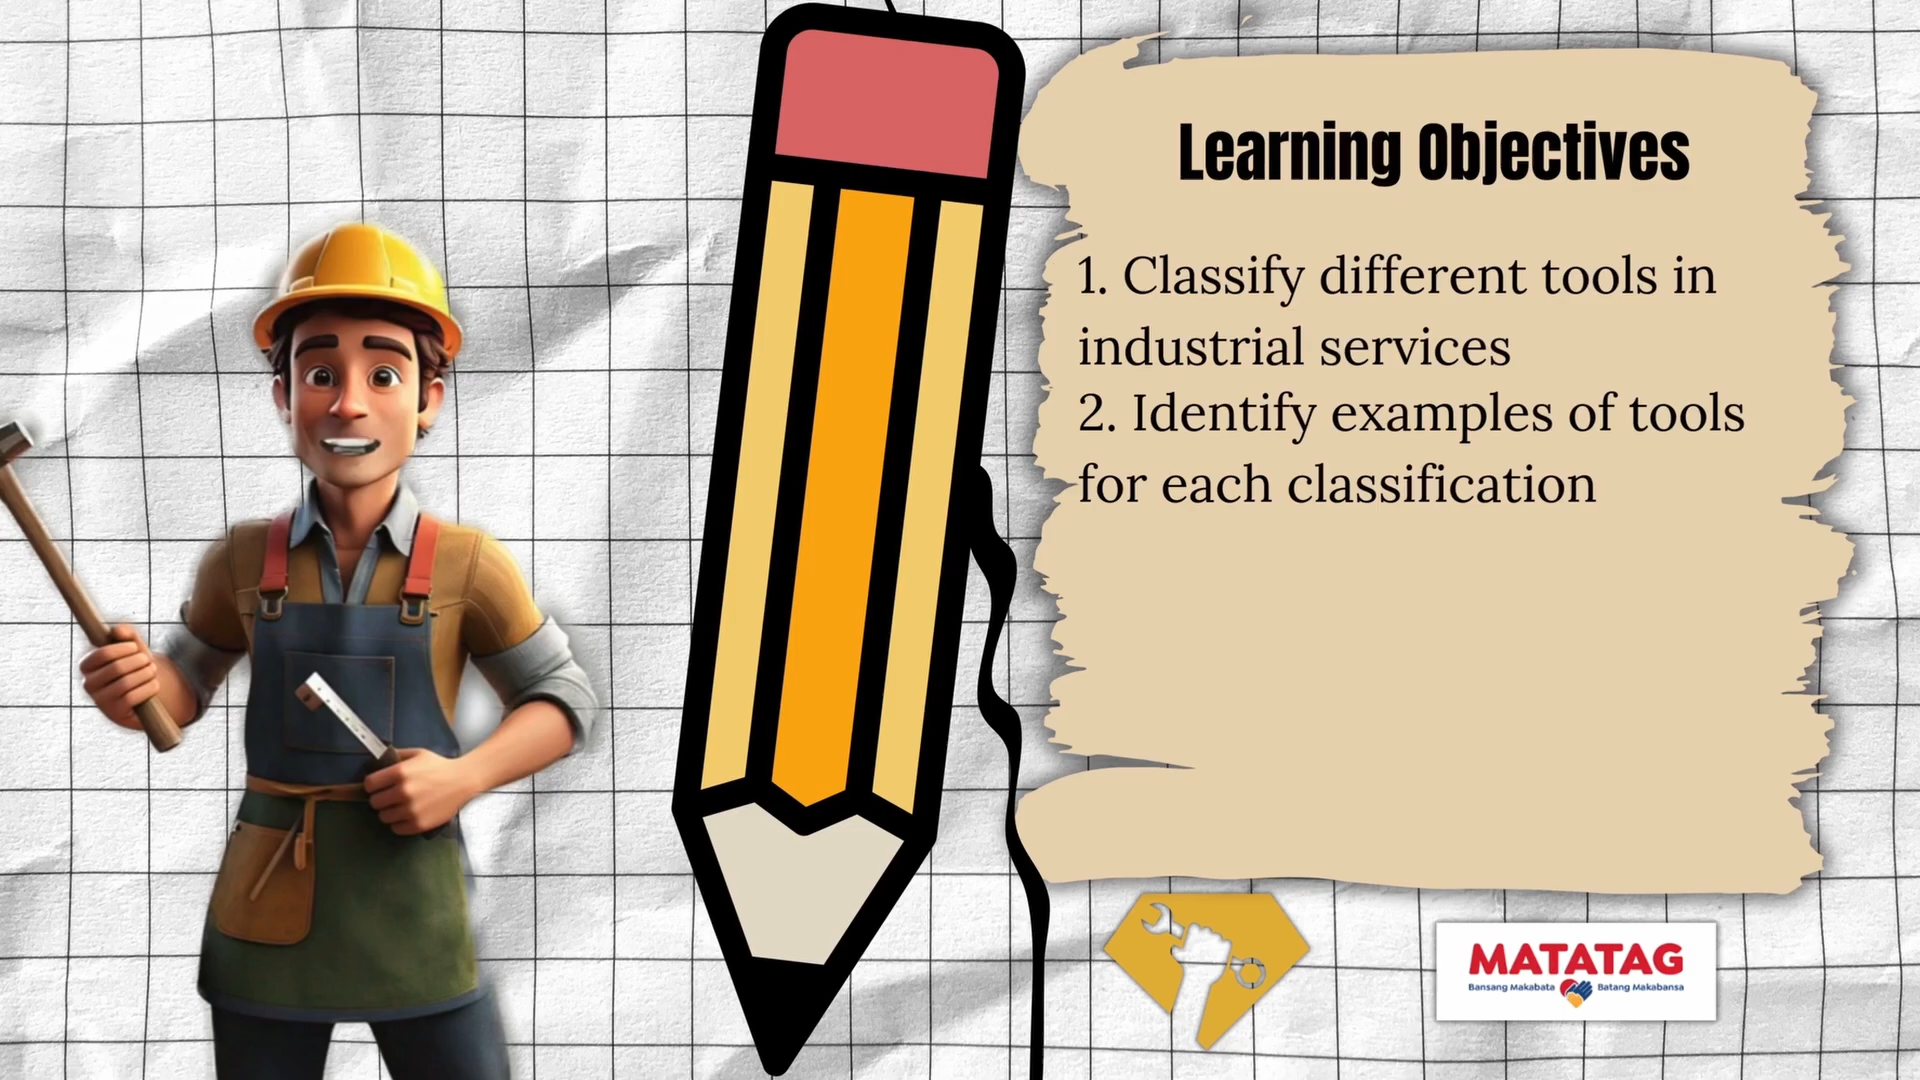 Learning Objectives
1. Classify different tools in
industrial services
2. Identify examples of tools
for each classification
MATATAG
Bansang Makabata Batang Makabansa